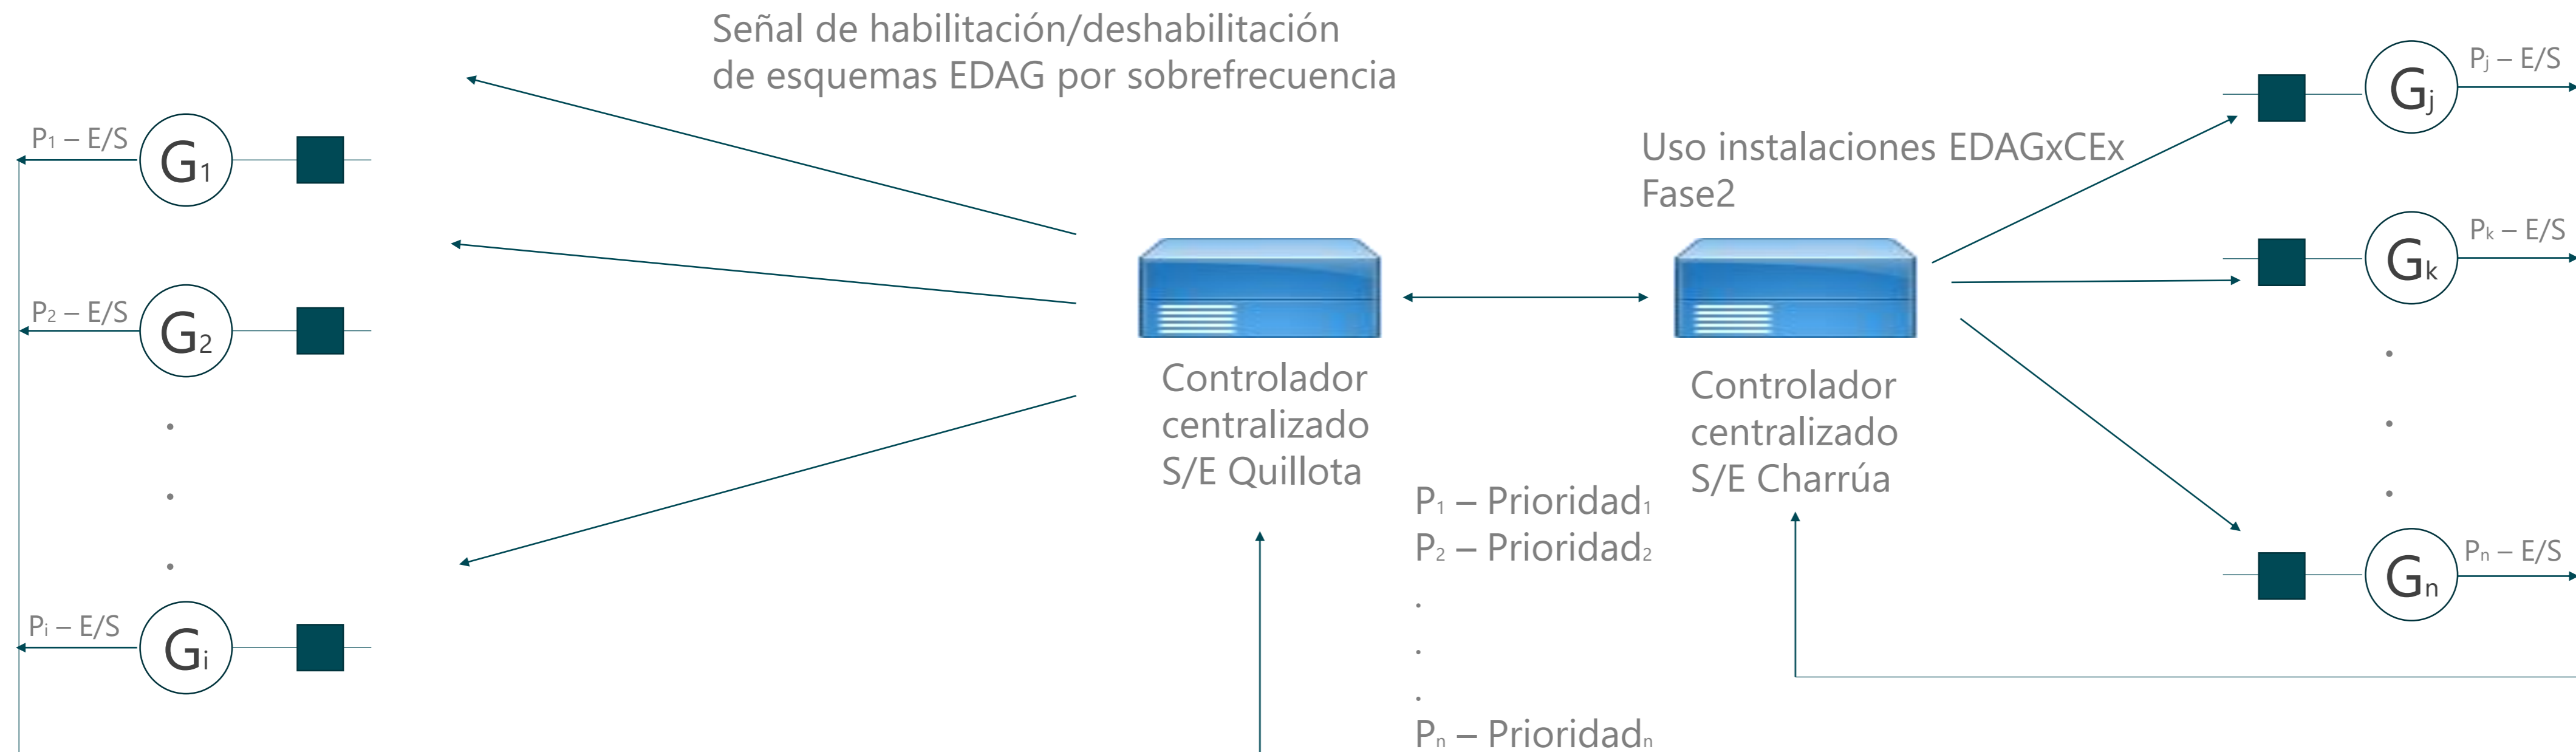 Señal de habilitación/deshabilitación
de esquemas EDAG por sobrefrecuencia
P1 – E/S
G1
P2 – E/S
G2
.
.
.
Pi – E/S
Gi
Controlador
centralizado
S/E Quillota
Uso instalaciones EDAGxCEx
Fase2
Controlador
centralizado
S/E Charrúa
P1 – Prioridad1
P2 – Prioridad2
.
.
.
Pn – Prioridadn
Gj
Pj – E/S
Gk
Pk – E/S
.
.
.
Gn
Pn – E/S